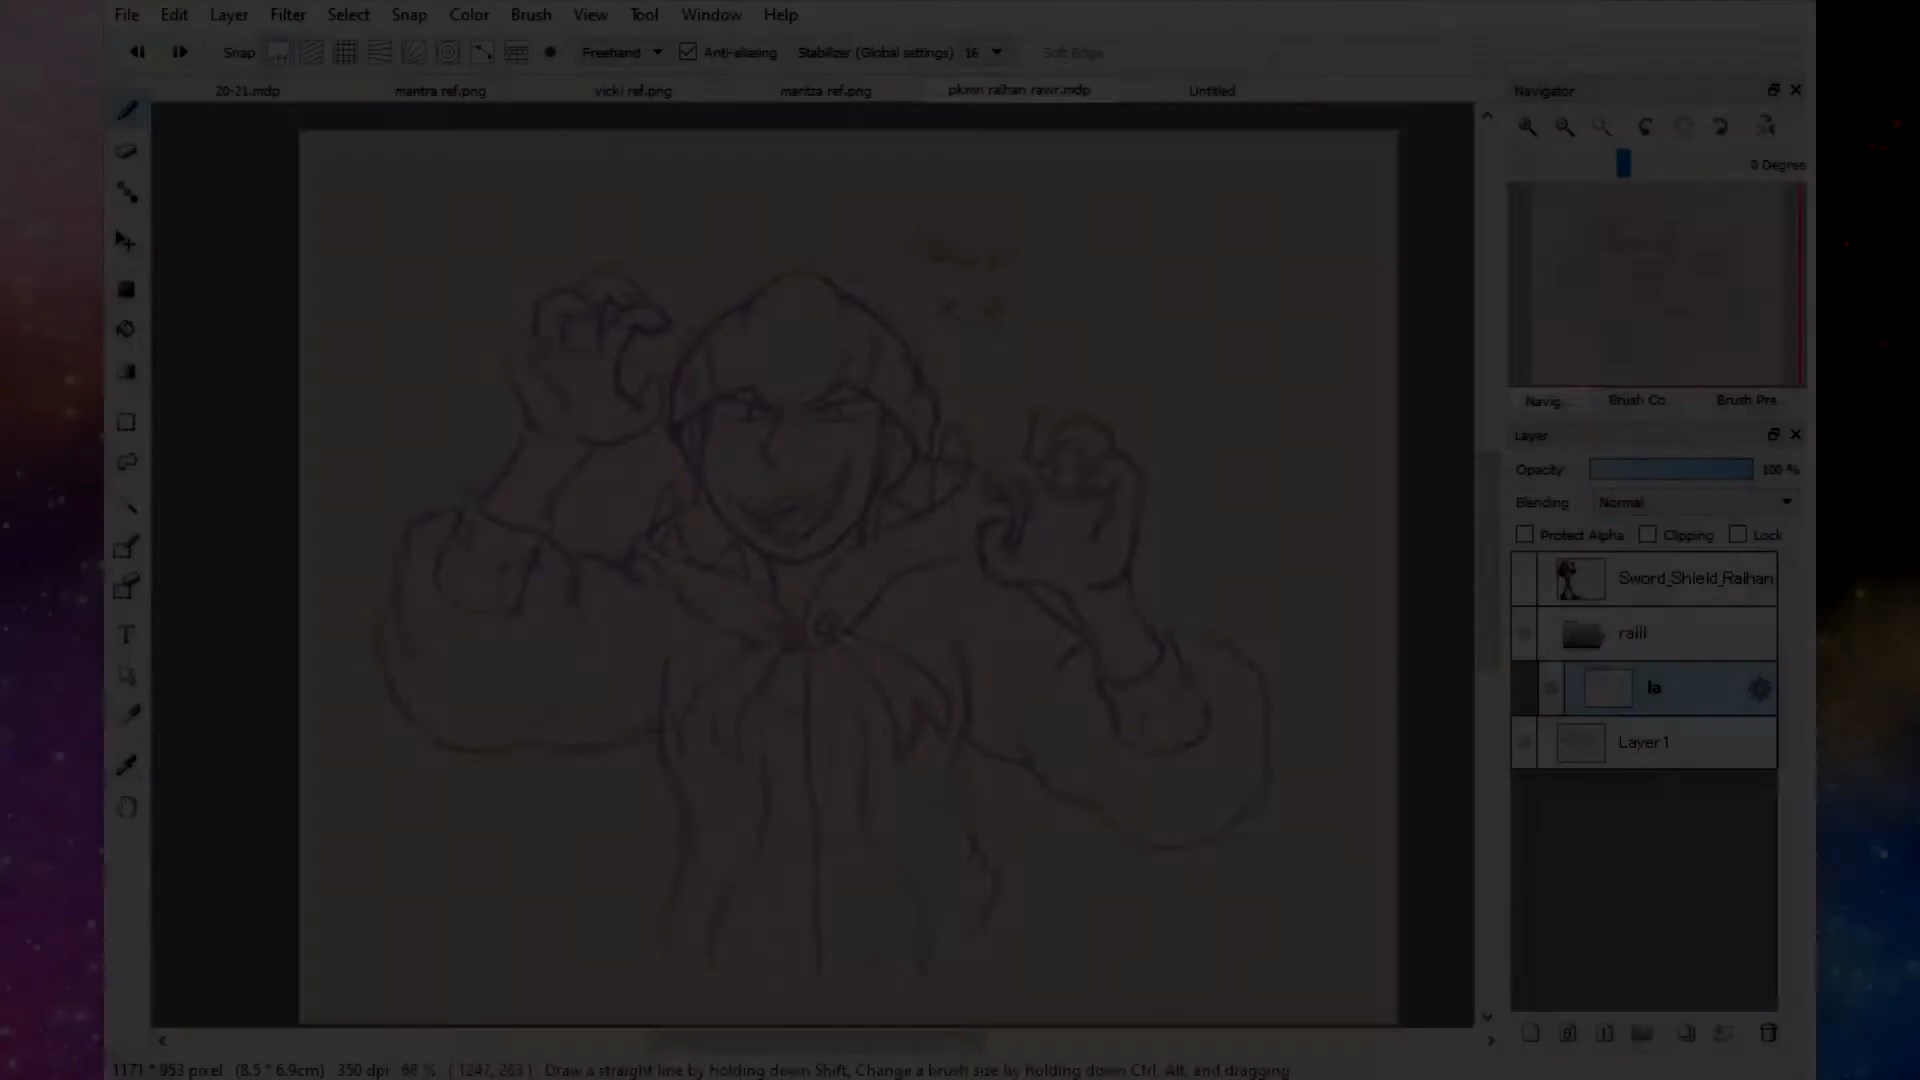 File Edit Layer Filter Select Snap Color Brush View Tool Window Help
Snap off Freehand Anti-aliasing Stabilizer (Global settings) 16 Soft Edge
20-21.mdp mantra ref.png vicki ref.png maritza ref.png pkmn raihan rawr.mdp Untitled
Navigator
0 Degree
Navig... Brush Co... Brush Pre...
Layer
Opacity 100 %
Blending Normal
Protect Alpha Clipping Lock
Sword_Shield_Raihan
raiii
la
Layer1
T
1171 * 953 pixel (8.5 * 6.9cm) 350 dpi 68 % ( 1247, 263 ) Draw a straight line by holding down Shift, Change a brush size by holding down Ctrl, Alt, and dragging